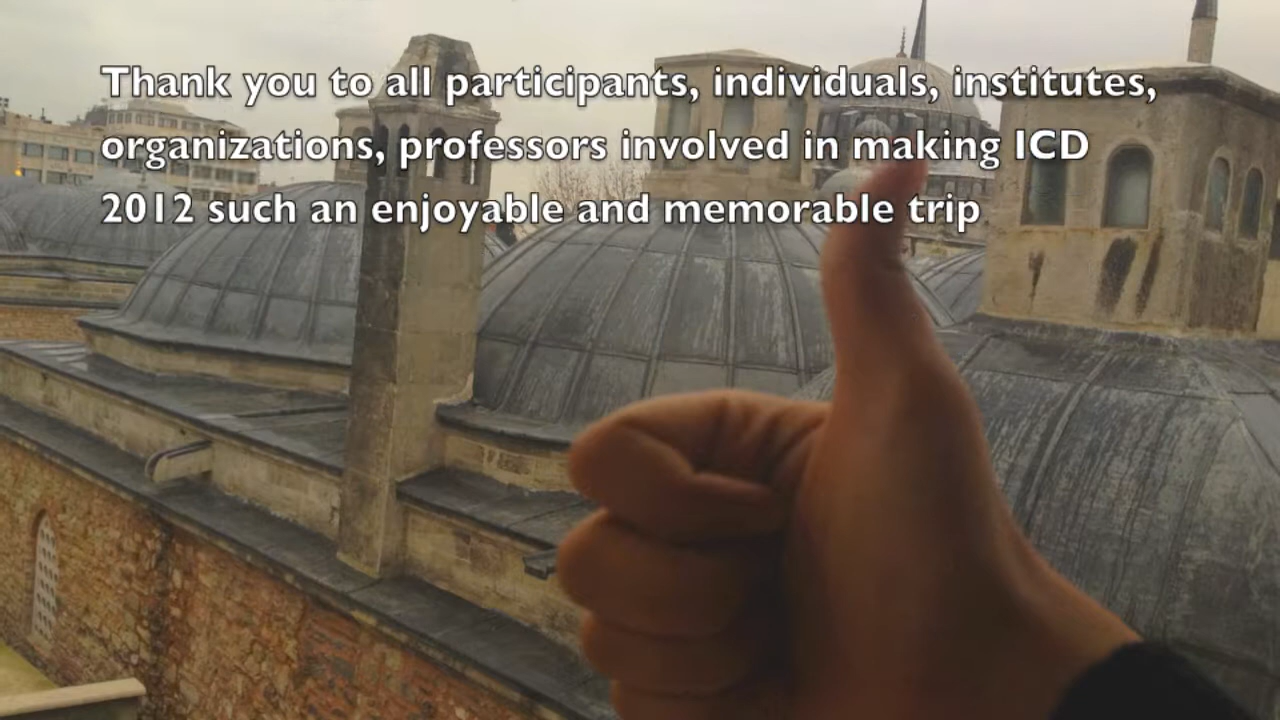 Thank you to all participants, individuals, institutes,
organizations, professors involved in making ICD
2012 such an enjoyable and memorable trip